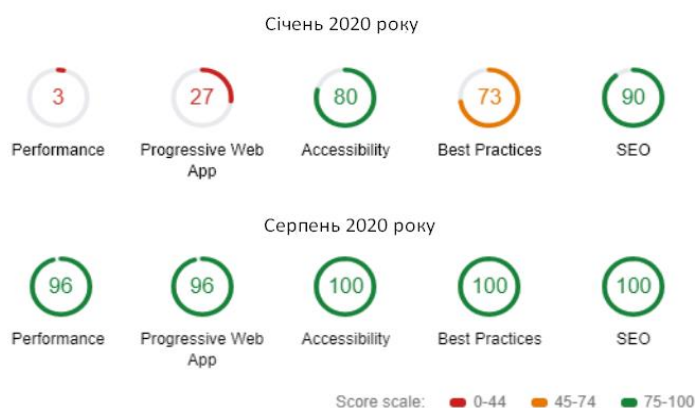 Січень 2020 року
3 27 80 73 90
Performance Progressive Web App Accessibility Best Practices SEO
Серпень 2020 року
96 96 100 100 100
Performance Progressive Web App Accessibility Best Practices SEO
Score scale: 0-44 45-74 75-100